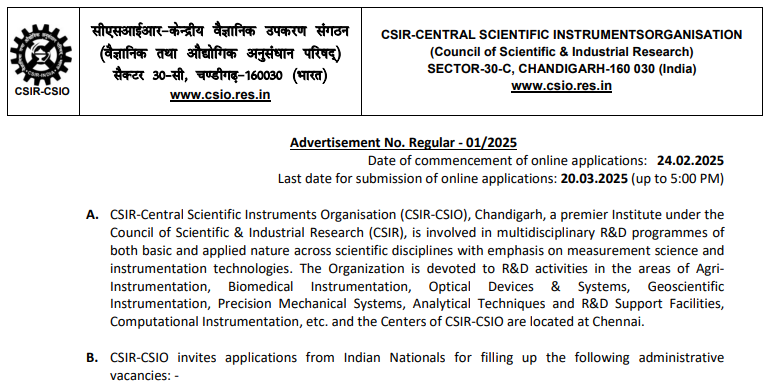 सीएसआईआर-केन्द्रीय वैज्ञानिक उपकरण संगठन
(वैज्ञानिक तथा औद्योगिक अनुसंधान परिषद्)
सैक्टर 30-सी, चण्डीगढ़-160030 (भारत)
www.csio.res.in
CSIR-CSIO
CSIR-CENTRAL SCIENTIFIC INSTRUMENTSORGANISATION
(Council of Scientific & Industrial Research)
SECTOR-30-C, CHANDIGARH-160 030 (India)
www.csio.res.in
Advertisement No. Regular - 01/2025
Date of commencement of online applications: 24.02.2025
Last date for submission of online applications: 20.03.2025 (up to 5:00 PM)
A. CSIR-Central Scientific Instruments Organisation (CSIR-CSIO), Chandigarh, a premier Institute under the
Council of Scientific & Industrial Research (CSIR), is involved in multidisciplinary R&D programmes of
both basic and applied nature across scientific disciplines with emphasis on measurement science and
instrumentation technologies. The Organization is devoted to R&D activities in the areas of Agri-
Instrumentation, Biomedical Instrumentation, Optical Devices & Systems, Geoscientific
Instrumentation, Precision Mechanical Systems, Analytical Techniques and R&D Support Facilities,
Computational Instrumentation, etc. and the Centers of CSIR-CSIO are located at Chennai.
B. CSIR-CSIO invites applications from Indian Nationals for filling up the following administrative
vacancies: -